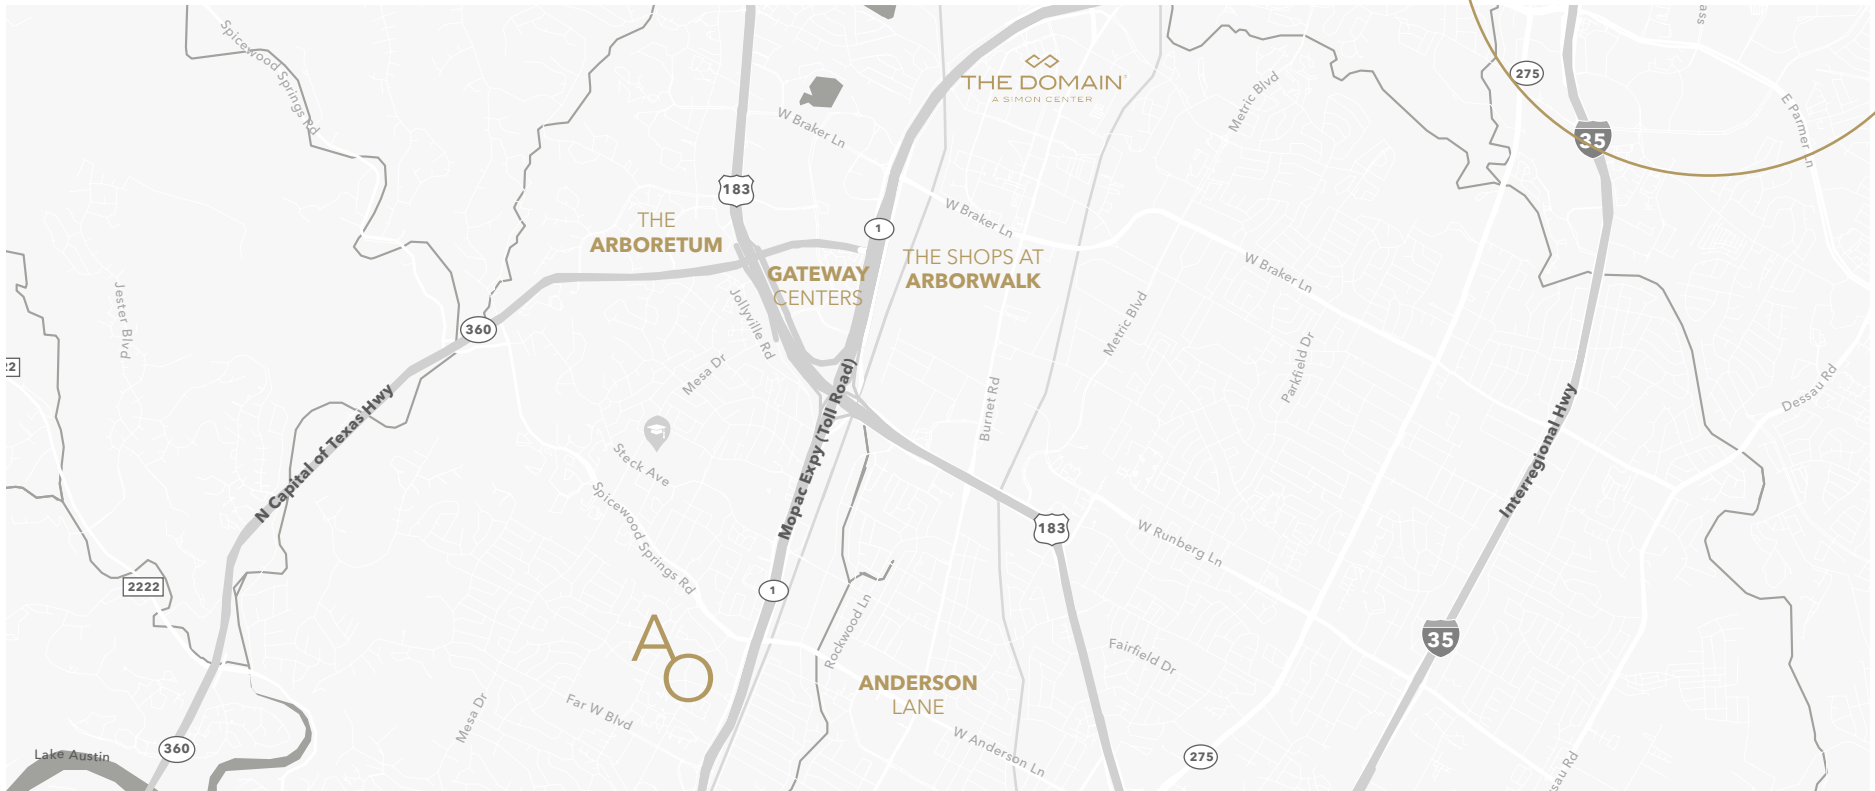 Spicewood Springs Rd
ass
275
35
E Parmer Ln
THE DOMAIN
A SIMON CENTER
Metric Blvd
W Braker Ln
183
THE
ARBORETUM
1
W Braker Ln
THE SHOPS AT
ARBORWALK
GATEWAY
CENTERS
W Braker Ln
Jester Blvd
Jollyville Rd
360
Metric Blvd
Parkfield Dr
22
Mesa Dr
Burnet Rd
Dessau Rd
N Capital of Texas Hwy
Mopac Expy (Toll Road)
Interregional Hwy
Steck Ave
Spicewood Springs Rd
183
W Runberg Ln
2222
1
Rockwood Ln
AO
35
Fairfield Dr
ANDERSON
LANE
Mesa Dr
Far W Blvd
W Anderson Ln
Lake Austin
360
275
sau Rd